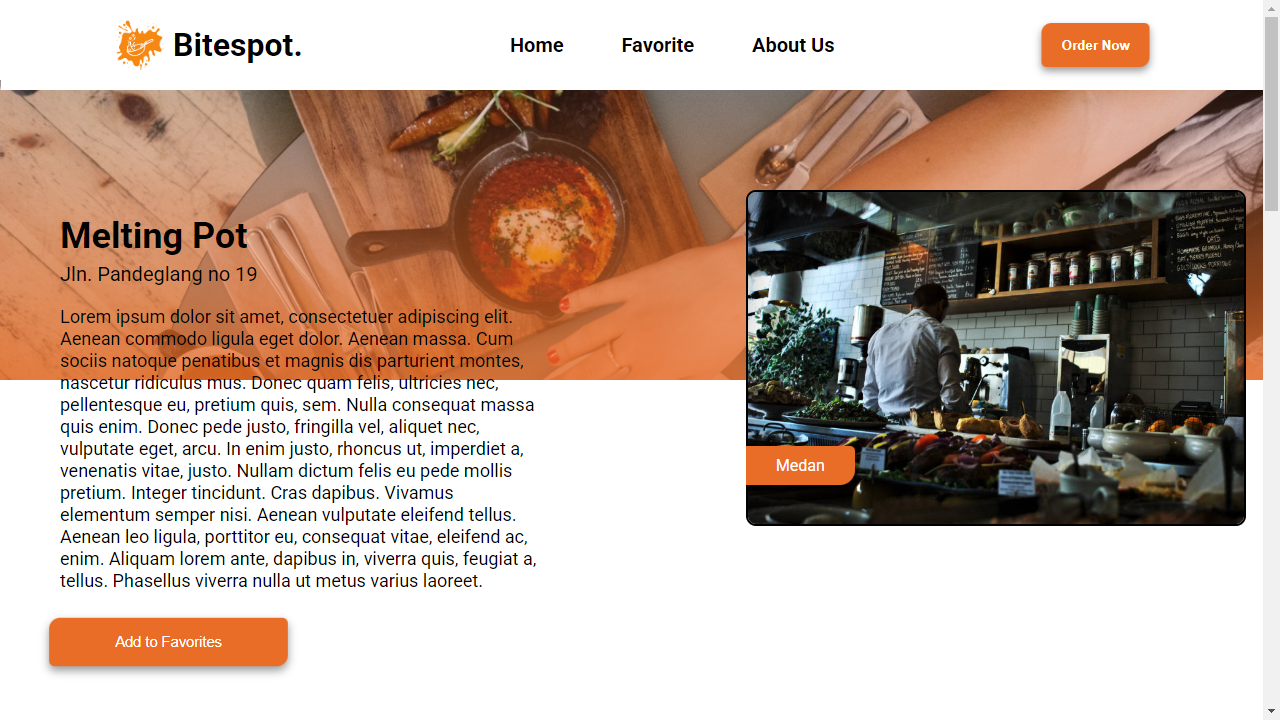 Bitespot.
Home
Favorite
About Us
Order Now
Melting Pot
Jln. Pandeglang no 19
Lorem ipsum dolor sit amet, consectetuer adipiscing elit.
Aenean commodo ligula eget dolor. Aenean massa. Cum
sociis natoque penatibus et magnis dis parturient montes,
nascetur ridiculus mus. Donec quam felis, ultricies nec,
pellentesque eu, pretium quis, sem. Nulla consequat massa
quis enim. Donec pede justo, fringilla vel, aliquet nec,
vulputate eget, arcu. In enim justo, rhoncus ut, imperdiet a,
venenatis vitae, justo. Nullam dictum felis eu pede mollis
pretium. Integer tincidunt. Cras dapibus. Vivamus
elementum semper nisi. Aenean vulputate eleifend tellus.
Aenean leo ligula, porttitor eu, consequat vitae, eleifend ac,
enim. Aliquam lorem ante, dapibus in, viverra quis, feugiat a,
tellus. Phasellus viverra nulla ut metus varius laoreet.
Add to Favorites
Medan